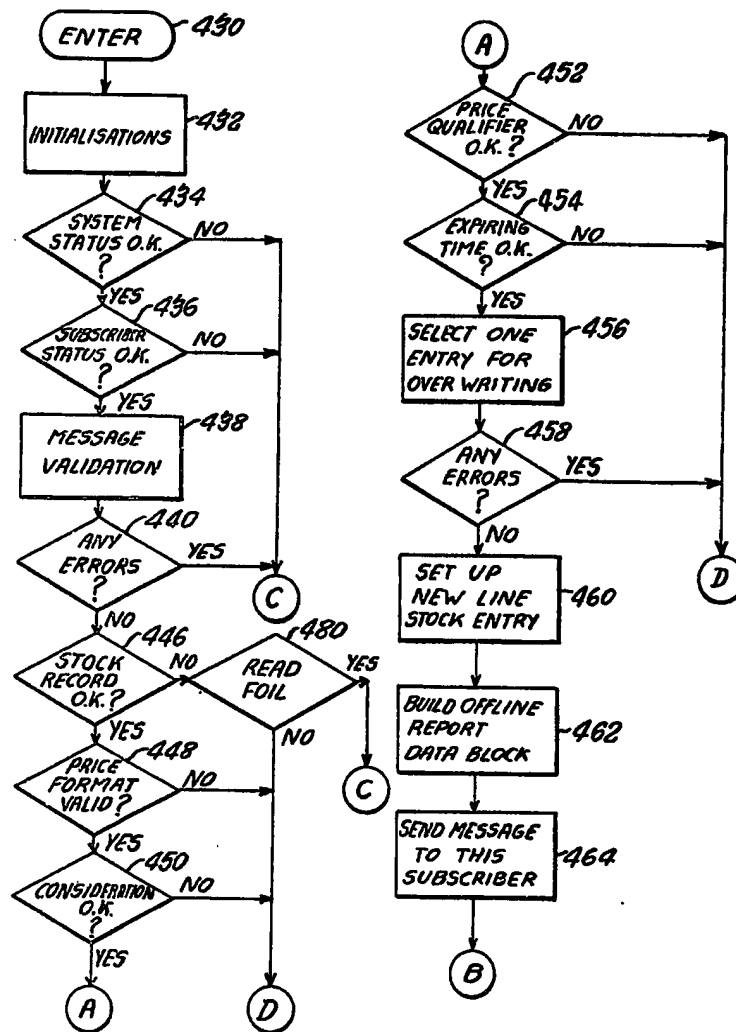 ENTER
430
INITIALISATIONS
432
434
SYSTEM
STATUS O.K.
?
NO
YES
436
SUBSCRIBER
STATUS O.K.
?
NO
YES
438
MESSAGE
VALIDATION
440
ANY
ERRORS
?
YES
C
NO
446
STOCK
RECORD
O.K.?
NO
480
READ
FOIL
YES
NO
C
YES
448
PRICE
FORMAT
VALID?
NO
YES
450
CONSIDERATION
O.K.
?
NO
YES
A
D
A
452
PRICE
QUALIFIER
O.K.?
NO
YES
454
EXPIRING
TIME O.K.
?
NO
YES
SELECT ONE
ENTRY FOR
OVER WRITING
456
458
ANY
ERRORS
?
YES
NO
D
SET UP
NEW LINE
STOCK ENTRY
460
BUILD OFFLINE
REPORT
DATA BLOCK
462
SEND MESSAGE
TO THIS
SUBSCRIBER
464
B